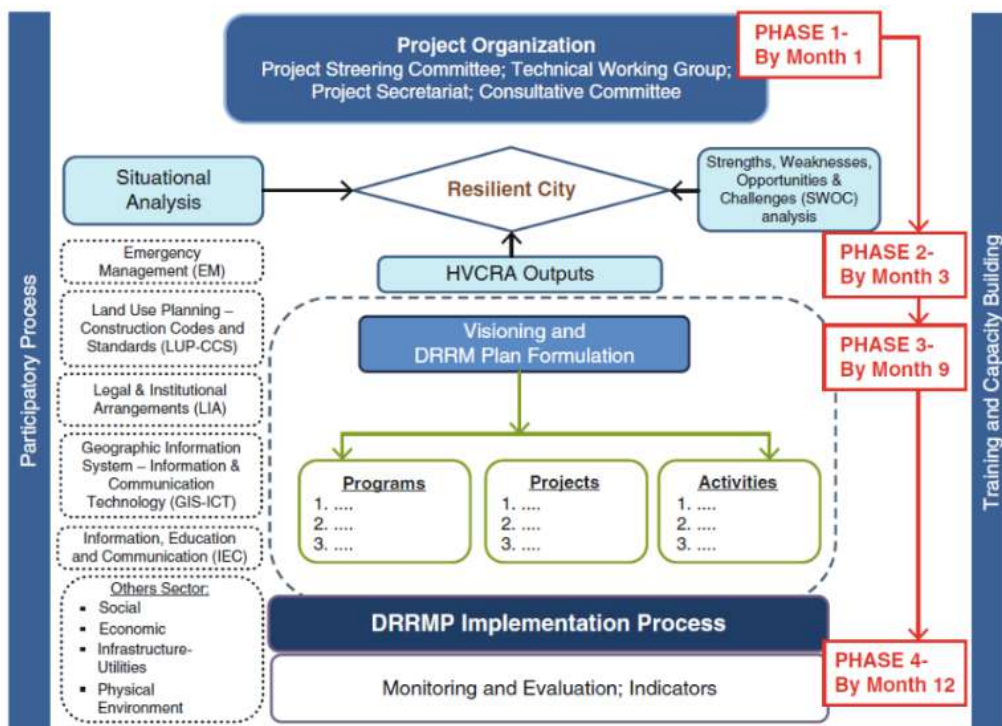 Participatory Process
Project Organization
Project Streering Committee; Technical Working Group;
Project Secretariat; Consultative Committee
PHASE 1-
By Month 1
Situational
Analysis
Resilient City
Strengths, Weaknesses,
Opportunities &
Challenges (SWOC)
analysis
Emergency
Management (EM)
HVCRA Outputs
PHASE 2-
By Month 3
Land Use Planning –
Construction Codes and
Standards (LUP-CCS)
Visioning and
DRRM Plan Formulation
PHASE 3-
By Month 9
Legal & Institutional
Arrangements (LIA)
Geographic Information
System – Information &
Communication
Technology (GIS-ICT)
Programs
1. ....
2. ....
3. ....
Projects
1. ....
2. ....
3. ....
Activities
1. ....
2. ....
3. ....
Information, Education
and Communication (IEC)
Others Sector:
▪ Social
▪ Economic
▪ Infrastructure-
Utilities
▪ Physical
Environment
DRRMP Implementation Process
Monitoring and Evaluation; Indicators
PHASE 4-
By Month 12
Training and Capacity Building